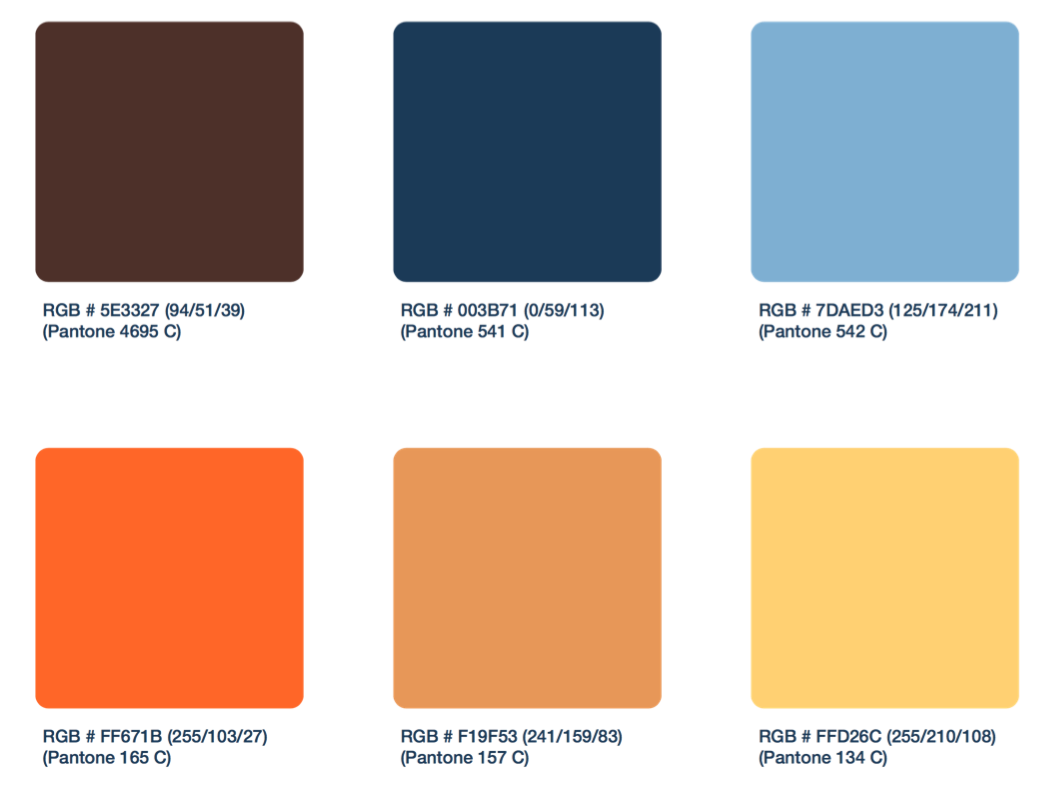 RGB # 5E3327 (94/51/39)
(Pantone 4695 C)
RGB # 003B71 (0/59/113)
(Pantone 541 C)
RGB # 7DAED3 (125/174/211)
(Pantone 542 C)
RGB # FF671B (255/103/27)
(Pantone 165 C)
RGB # F19F53 (241/159/83)
(Pantone 157 C)
RGB # FFD26C (255/210/108)
(Pantone 134 C)